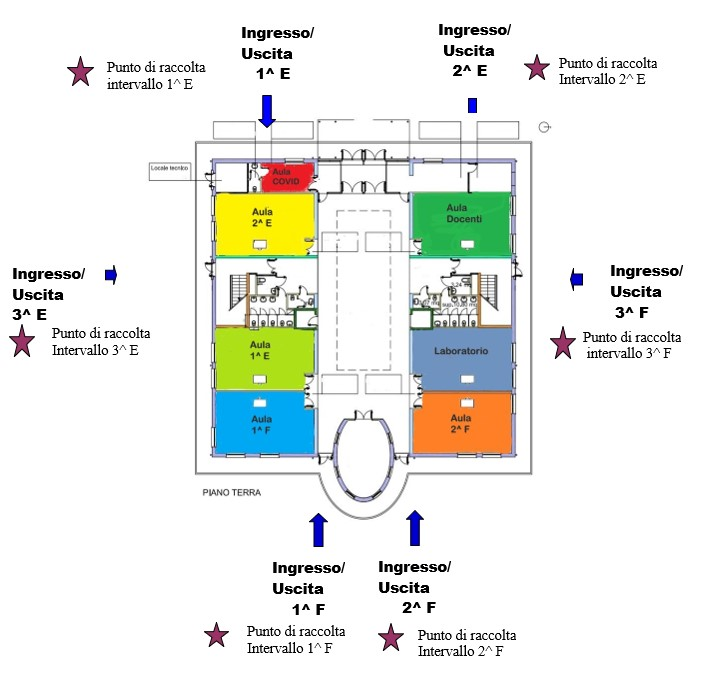 Ingresso/
Uscita
1^ E
Ingresso/
Uscita
2^ E
Punto di raccolta
intervallo 1^ E
Punto di raccolta
Intervallo 2^ E
Locale tecnico
Aula
COVID
Aula
2^ E
Aula
Docenti
Ingresso/
Uscita
3^ E
Punto di raccolta
Intervallo 3^ E
Ingresso/
Uscita
3^ F
Punto di raccolta
intervallo 3^ F
Aula
1^ E
Laboratorio
Aula
1^ F
Aula
2^ F
PIANO TERRA
Ingresso/
Uscita
1^ F
Ingresso/
Uscita
2^ F
Punto di raccolta
Intervallo 1^ F
Punto di raccolta
Intervallo 2^ F